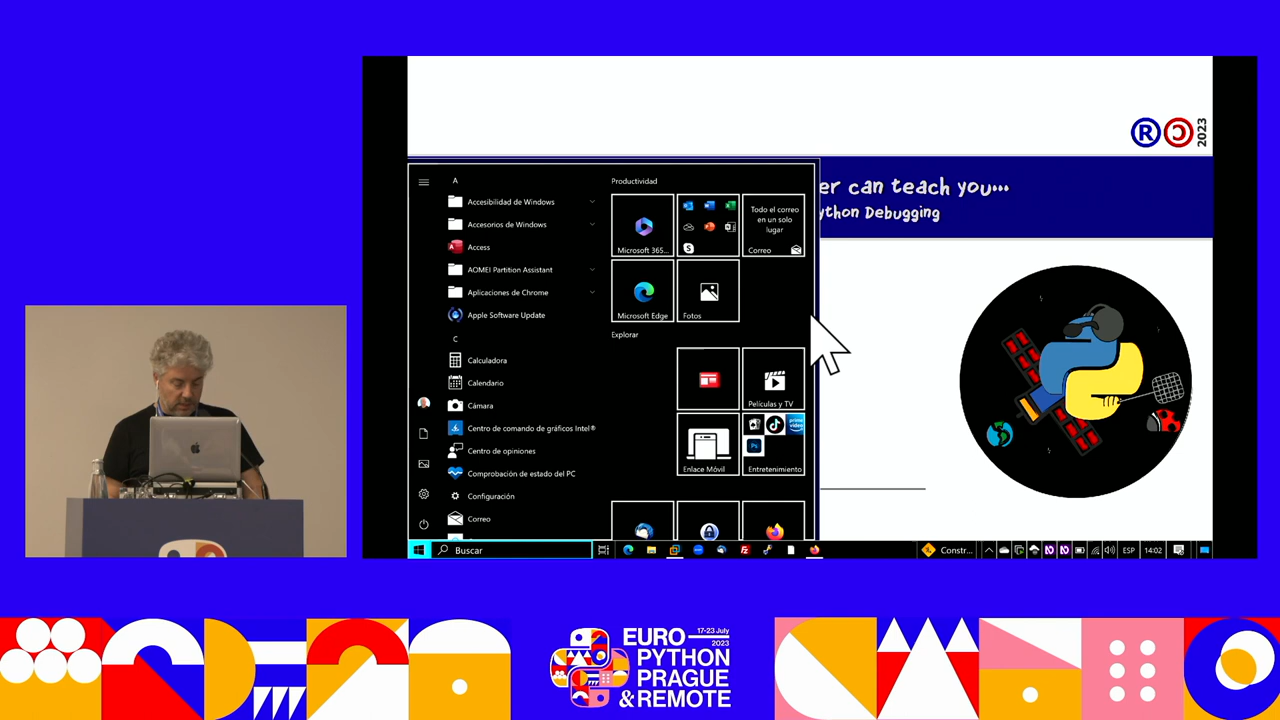 R C 2023
er can teach you...
ython Debugging
A
Accesibilidad de Windows
Accesorios de Windows
Access
AOMEI Partition Assistant
Aplicaciones de Chrome
Apple Software Update
C
Calculadora
Calendario
Cámara
Centro de comando de gráficos Intel®
Centro de opiniones
Comprobación de estado del PC
Configuración
Correo
Productividad
Microsoft 365...
Todo el correo
en un solo
lugar
Correo
Microsoft Edge
Fotos
Explorar
Películas y TV
Enlace Móvil
prime video
Ps
Entretenimiento
Buscar
Constr...
ESP
14:02
EURO
17-23 July
2023
PYTHON
PRAGUE
& REMOTE